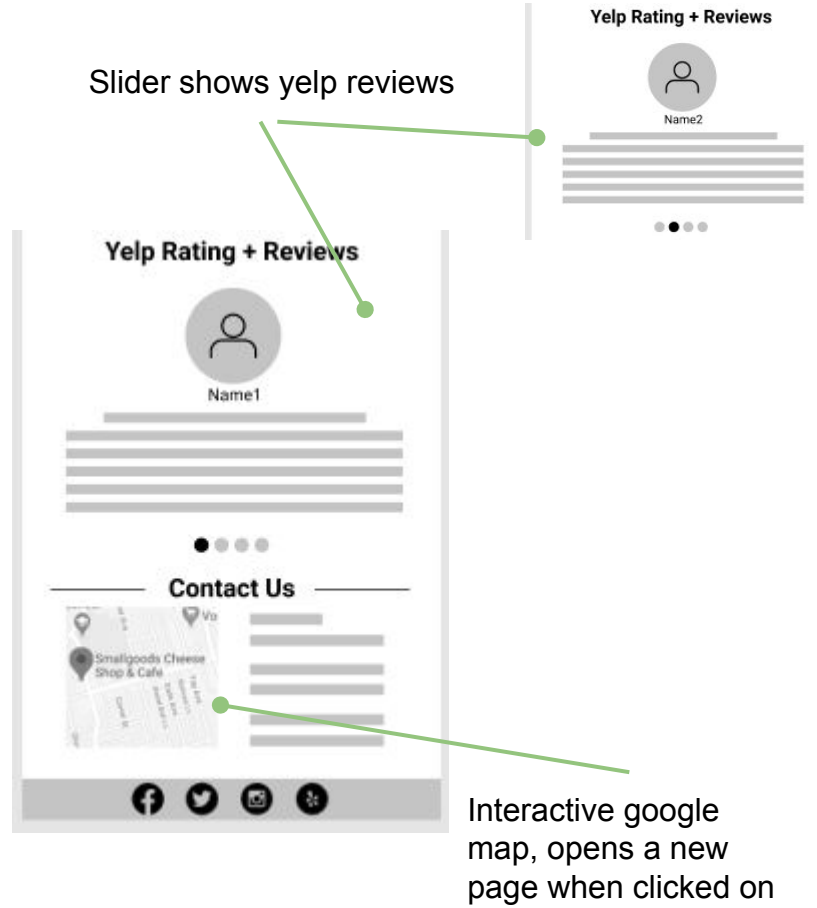 Yelp Rating + Reviews
Name2
Slider shows yelp reviews
Yelp Rating + Reviews
Name1
Contact Us
Vo
Smallgoods Cheese
Shop & Cafe
Interactive google
map, opens a new
page when clicked on